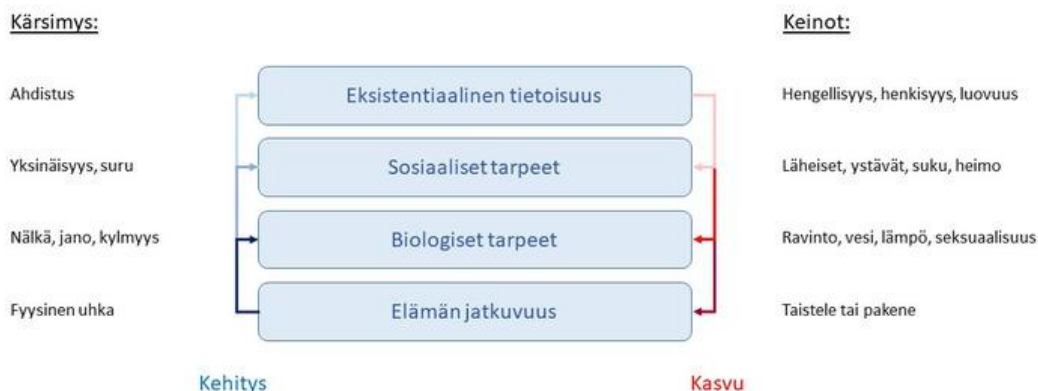 Kärsimys:
Keinot:
Ahdistus
Eksistentiaalinen tietoisuus
Hengellisyys, henkisyys, luovuus
Yksinäisyys, suru
Sosiaaliset tarpeet
Läheiset, ystävät, suku, heimo
Nälkä, jano, kylmyys
Biologiset tarpeet
Ravinto, vesi, lämpö, seksuaalisuus
Fyysinen uhka
Elämän jatkuvuus
Taistele tai pakene
Kehitys
Kasvu